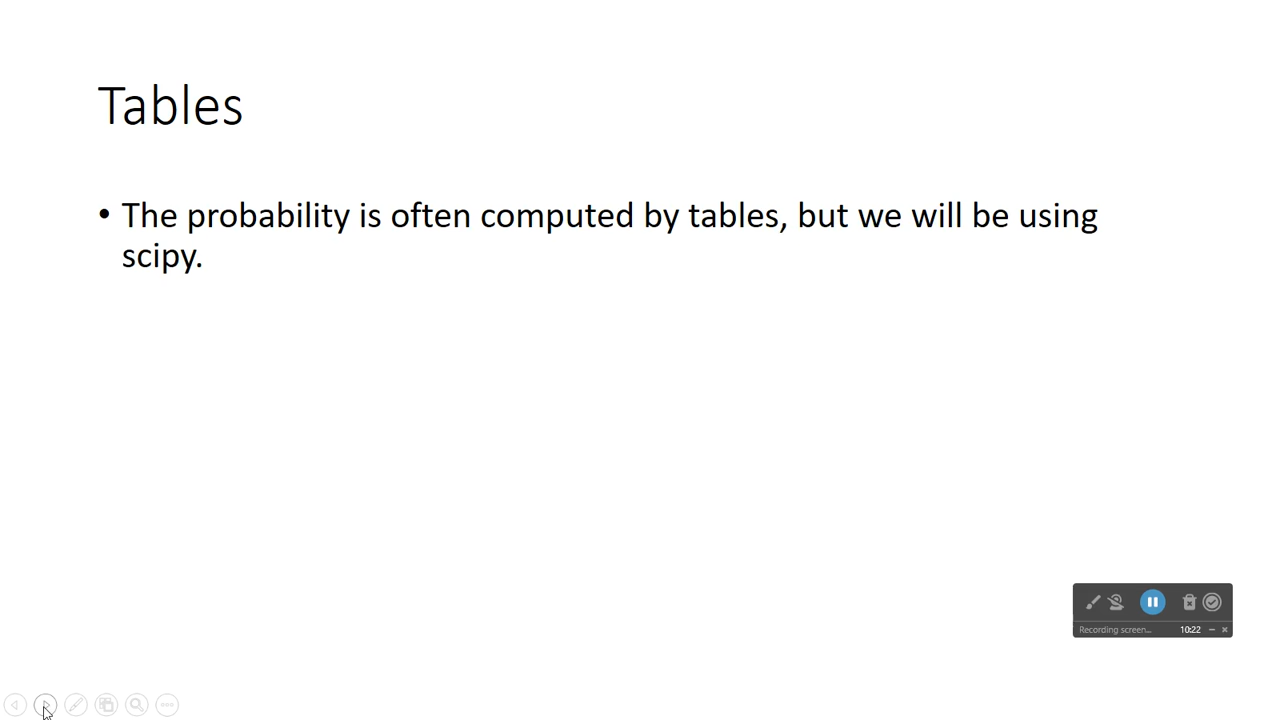 Tables
• The probability is often computed by tables, but we will be using
scipy.
Recording screen... 10:22